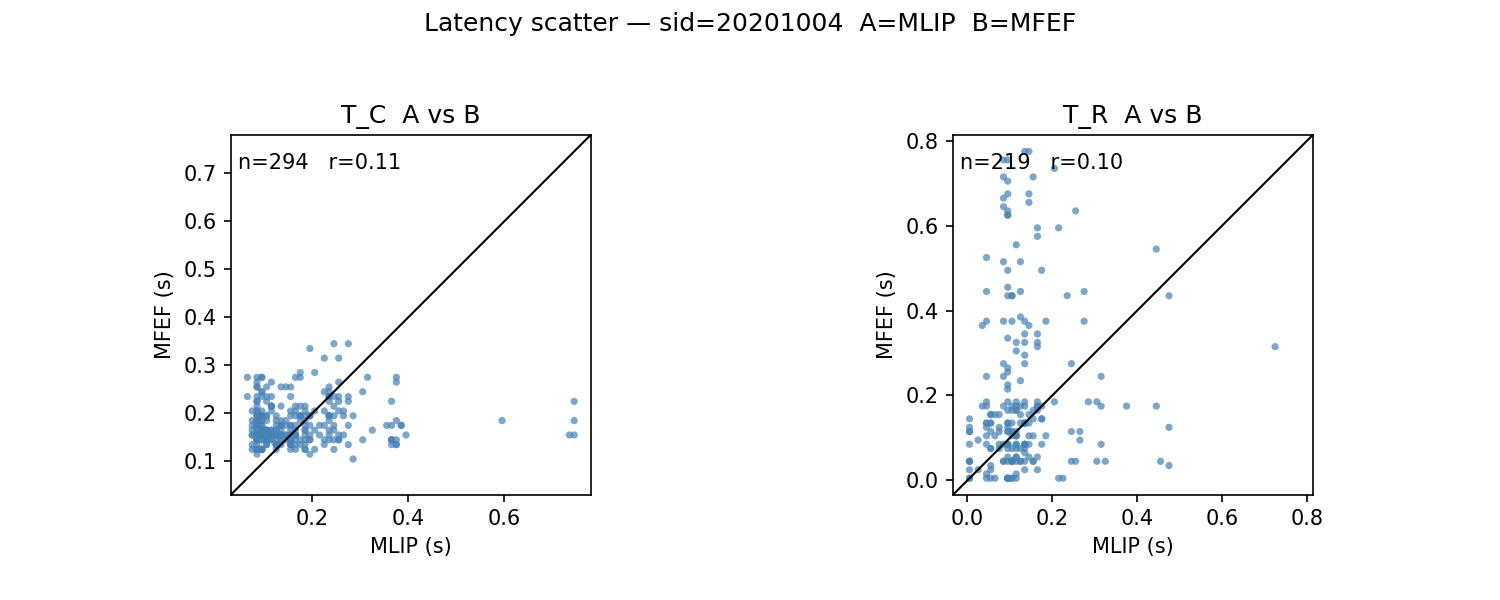 Latency scatter — sid=20201004  A=MLIP  B=MFEF
T_C  A vs B
n=294   r=0.11
0.7
0.6
0.5
0.4
0.3
0.2
0.1
MFEF (s)
0.2
0.4
0.6
MLIP (s)
T_R  A vs B
n=219   r=0.10
0.8
0.6
0.4
0.2
0.0
MFEF (s)
0.0
0.2
0.4
0.6
0.8
MLIP (s)